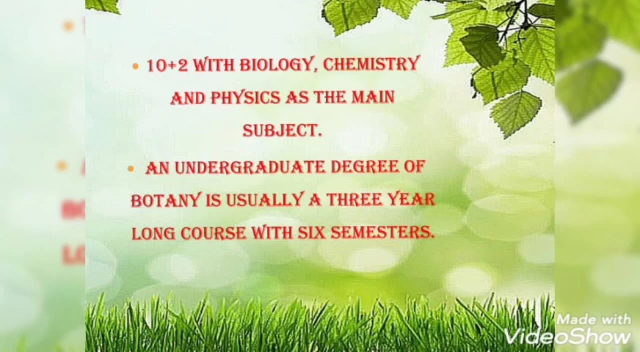 • 10+2 WITH BIOLOGY, CHEMISTRY
AND PHYSICS AS THE MAIN
SUBJECT.
• AN UNDERGRADUATE DEGREE OF
BOTANY IS USUALLY A THREE YEAR
LONG COURSE WITH SIX SEMESTERS.
Made with
VideoShow